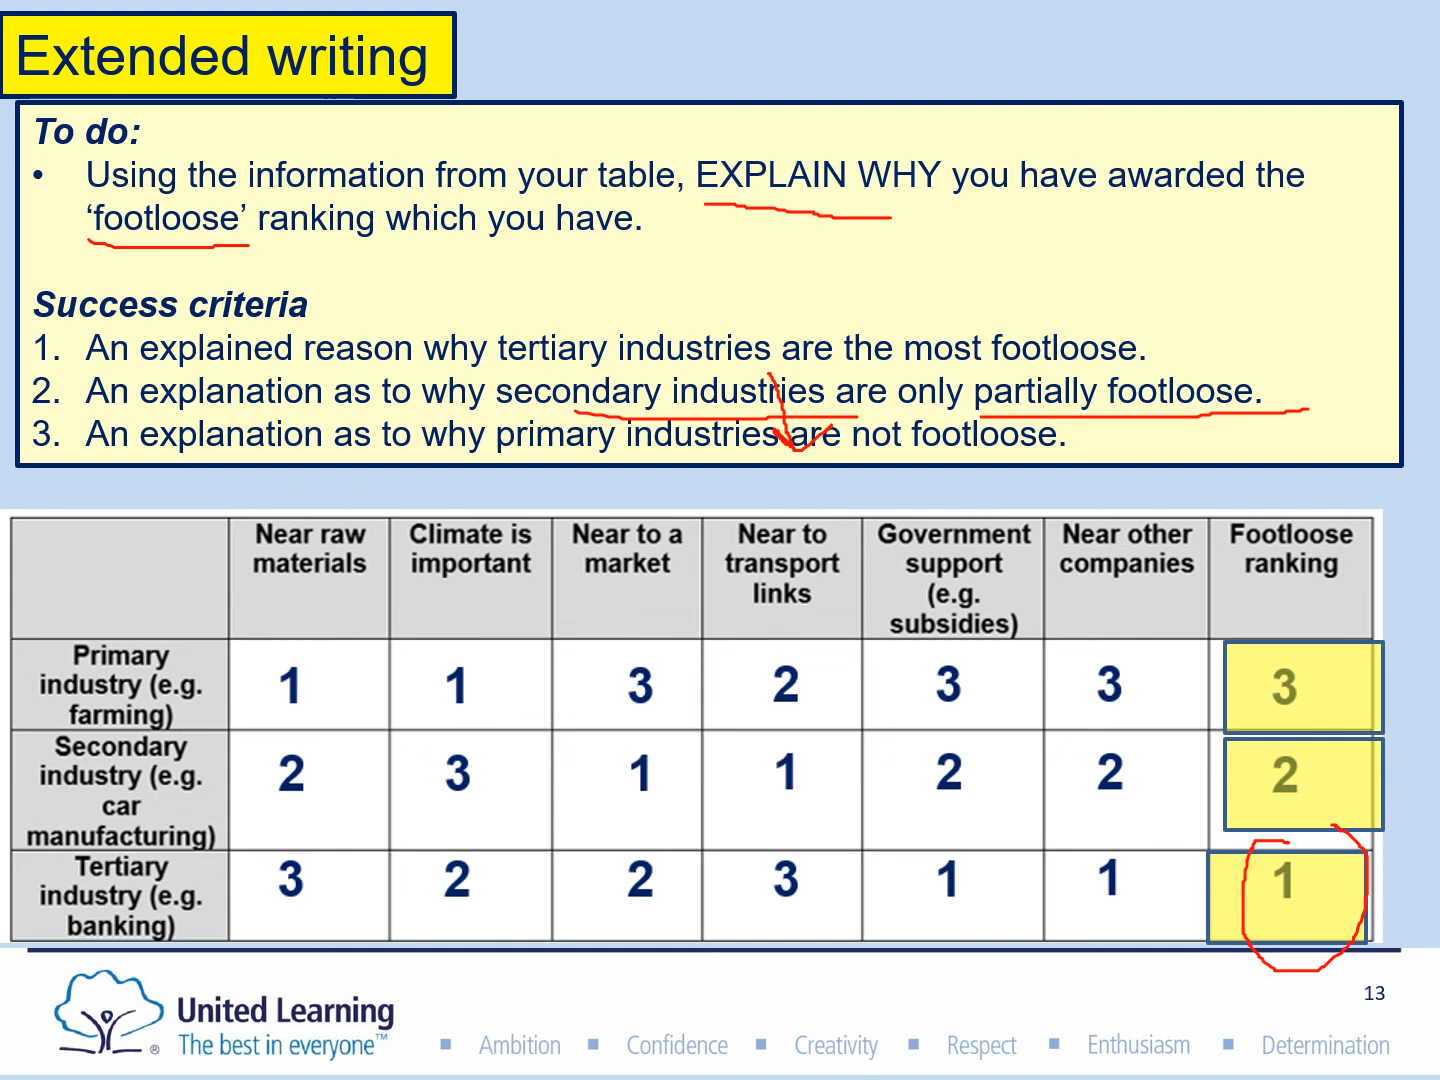 Extended writing
To do:
• Using the information from your table, EXPLAIN WHY you have awarded the
‘footloose’ ranking which you have.
Success criteria
1. An explained reason why tertiary industries are the most footloose.
2. An explanation as to why secondary industries are only partially footloose.
3. An explanation as to why primary industries are not footloose.
Near raw materials
Climate is important
Near to a market
Near to transport links
Government support (e.g. subsidies)
Near other companies
Footloose ranking
Primary industry (e.g. farming) 1 1 3 2 3 3 3
Secondary industry (e.g. car manufacturing) 2 3 1 1 2 2 2
Tertiary industry (e.g. banking) 3 2 2 3 1 1 1
13
United Learning
The best in everyone™
®
▪ Ambition ▪ Confidence ▪ Creativity ▪ Respect ▪ Enthusiasm ▪ Determination